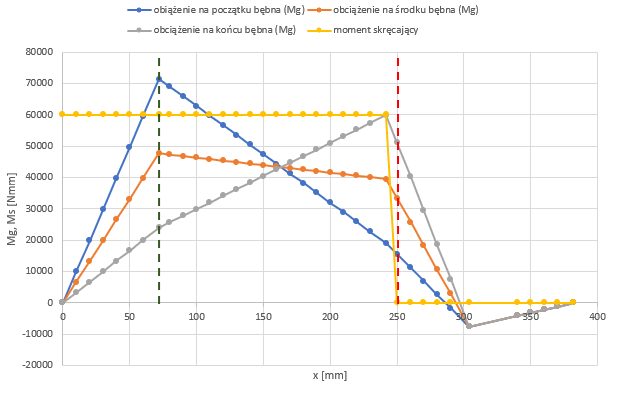 obiążenie na początku bębna (Mg) obciążenie na środku bębna (Mg)
obciążenie na końcu bębna (Mg) moment skręcający
80000
70000
60000
50000
40000
30000
20000
10000
0
-10000
-20000
Mg, Ms [Nmm]
0 50 100 150 200 250 300 350 400
x [mm]